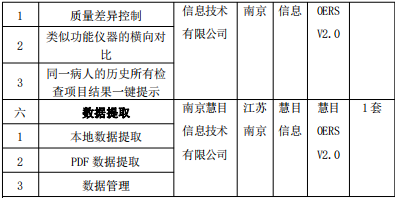 1 质量差异控制 信息技术 南京 信息 OERS
2 类似功能仪器的横向对 有限公司 V2.0
比
3 同一病人的历史所有检
查项目结果一键提示
六 数据提取 南京慧目 江苏 慧目 慧目 1 套
1 本地数据提取 信息技术 南京 信息 OERS
2 PDF 数据提取 有限公司 V2.0
3 数据管理